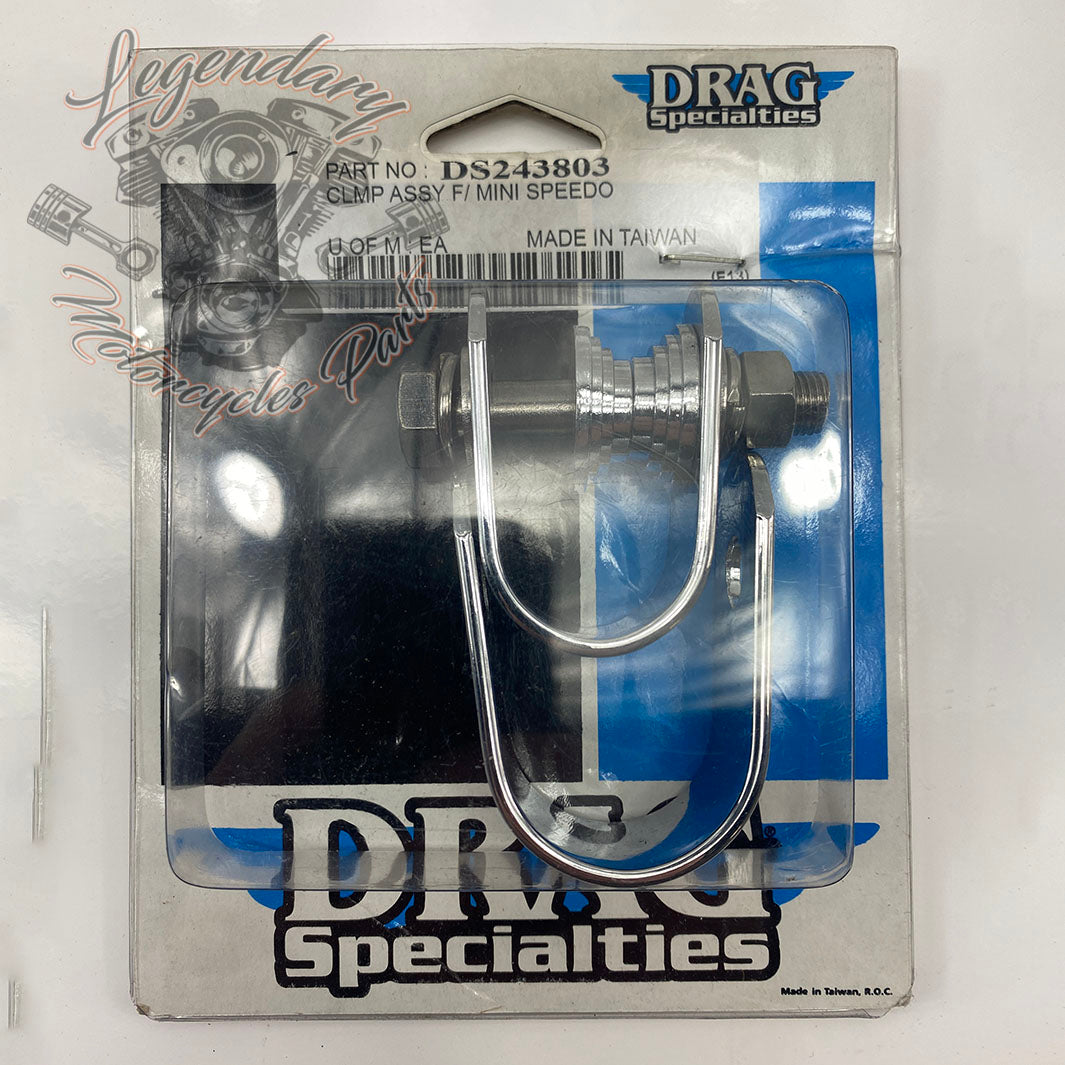 Legendary
Motorcycles Parts
DRAG
Specialties
PART NO : DS243803
CLMP ASSY F/ MINI SPEEDO
U OF M : EA MADE IN TAIWAN
(E13)
DRAG®
Specialties
Made in Taiwan, R.O.C.